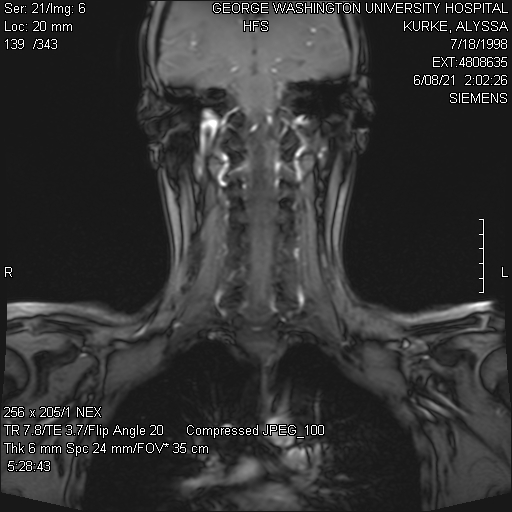 Ser: 21/Img: 6
Loc: 20 mm
139 /343
HFS
GEORGE WASHINGTON UNIVERSITY HOSPITAL
KURKE, ALYSSA
7/18/1998
EXT:4808635
6/08/21 2:02:26
SIEMENS
R
L
256 x 205/1 NEX
TR 7.8/TE 3.7/Flip Angle 20
Compressed JPEG_100
Thk 6 mm Spc 24 mm/FOV* 35 cm
5:28:43